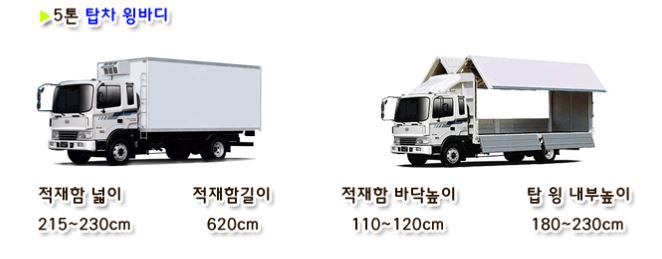 ▶5톤 탑차 윙바디
적재함 넓이 적재함길이 적재함 바닥높이 탑 윙 내부높이
215~230cm 620cm 110~120cm 180~230cm